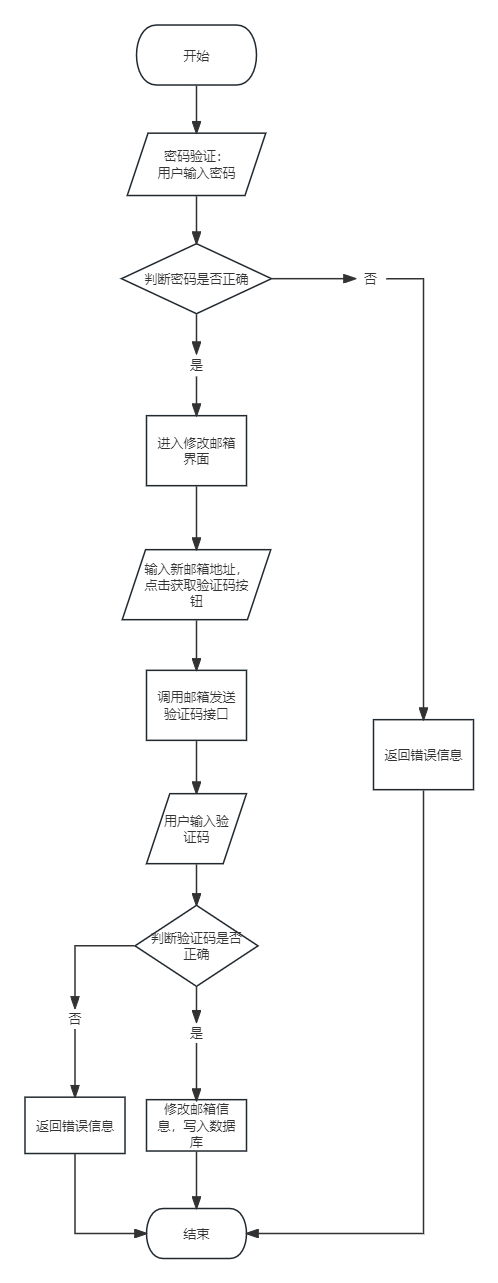 开始
密码验证：
用户输入密码
判断密码是否正确
否
是
进入修改邮箱
界面
输入新邮箱地址，
点击获取验证码按
钮
调用邮箱发送
验证码接口
返回错误信息
用户输入验
证码
判断验证码是否
正确
否
是
返回错误信息
修改邮箱信
息，写入数据
库
结束